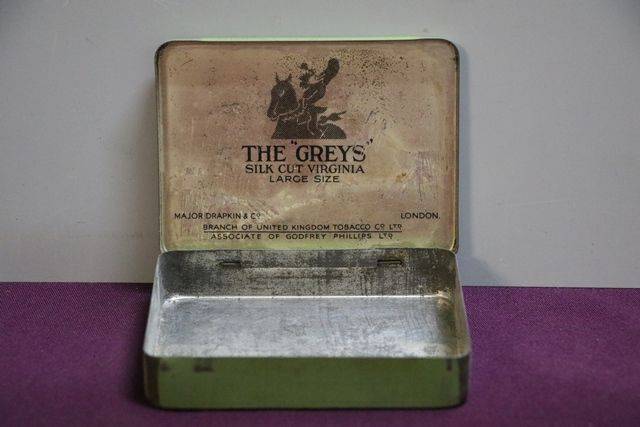 THE "GREYS"
SILK CUT VIRGINIA
LARGE SIZE
MAJOR DRAPKIN & Co. LONDON.
BRANCH OF UNITED KINGDOM TOBACCO Co LTD
ASSOCIATE OF GODFREY PHILLIPS LTD